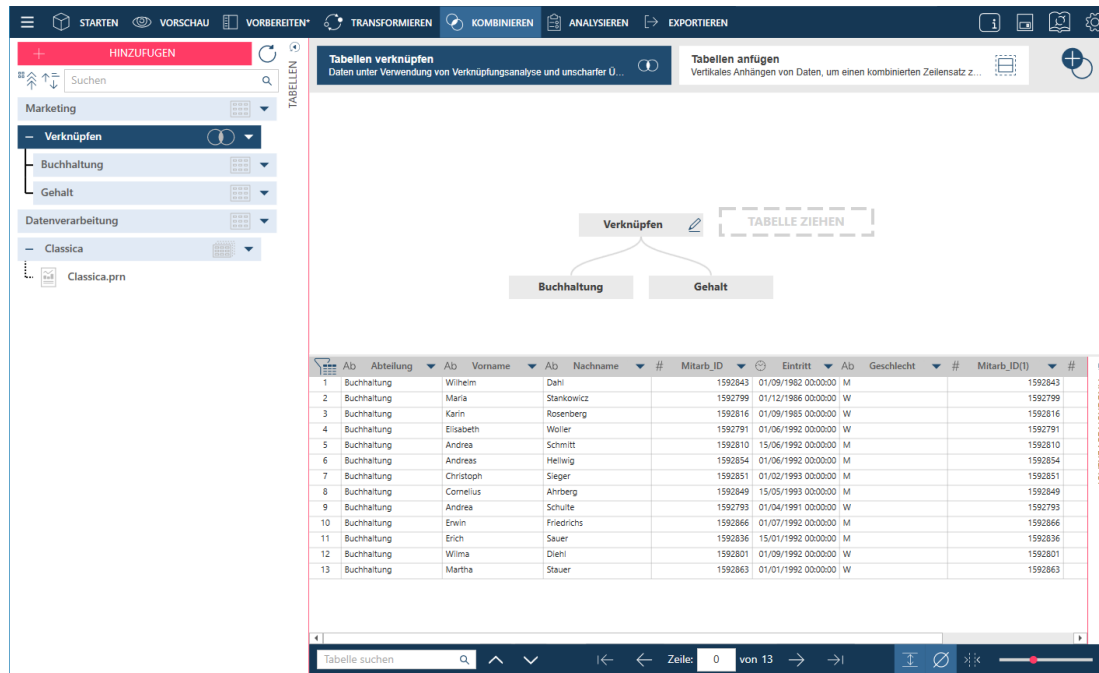 STARTEN VORSCHAU VORBEREITEN* TRANSFORMIEREN KOMBINIEREN ANALYSIEREN EXPORTIEREN
+ HINZUFUGEN
TABELLEN
Suchen
Marketing
Verknüpfen
Buchhaltung
Gehalt
Datenverarbeitung
Classica
Classica.prn
Tabellen verknüpfen
Daten unter Verwendung von Verknüpfungsanalyse und unscharfer Ü...
Tabellen anfügen
Vertikales Anhängen von Daten, um einen kombinierten Zeilensatz z...
Verknüpfen TABELLE ZIEHEN
Buchhaltung Gehalt
Ab Abteilung Ab Vorname Ab Nachname # Mitarb_ID Eintritt Ab Geschlecht # Mitarb_ID(1) #
1 Buchhaltung Wilhelm Dahl 1592843 01/09/1982 00:00:00 M 1592843
2 Buchhaltung Maria Stankowicz 1592799 01/12/1986 00:00:00 W 1592799
3 Buchhaltung Karin Rosenberg 1592816 01/09/1985 00:00:00 W 1592816
4 Buchhaltung Elisabeth Woller 1592791 01/06/1992 00:00:00 W 1592791
5 Buchhaltung Andrea Schmitt 1592810 15/06/1992 00:00:00 M 1592810
6 Buchhaltung Andreas Hellwig 1592854 01/06/1992 00:00:00 M 1592854
7 Buchhaltung Christoph Sieger 1592851 01/02/1993 00:00:00 M 1592851
8 Buchhaltung Cornelius Ahrberg 1592849 15/05/1993 00:00:00 M 1592849
9 Buchhaltung Andrea Schulte 1592793 01/04/1991 00:00:00 W 1592793
10 Buchhaltung Erwin Friedrichs 1592866 01/07/1992 00:00:00 M 1592866
11 Buchhaltung Erich Sauer 1592836 15/01/1992 00:00:00 M 1592836
12 Buchhaltung Wilma Diehl 1592801 01/09/1992 00:00:00 W 1592801
13 Buchhaltung Martha Stauer 1592863 01/01/1992 00:00:00 W 1592863
Tabelle suchen Zeile: 0 von 13